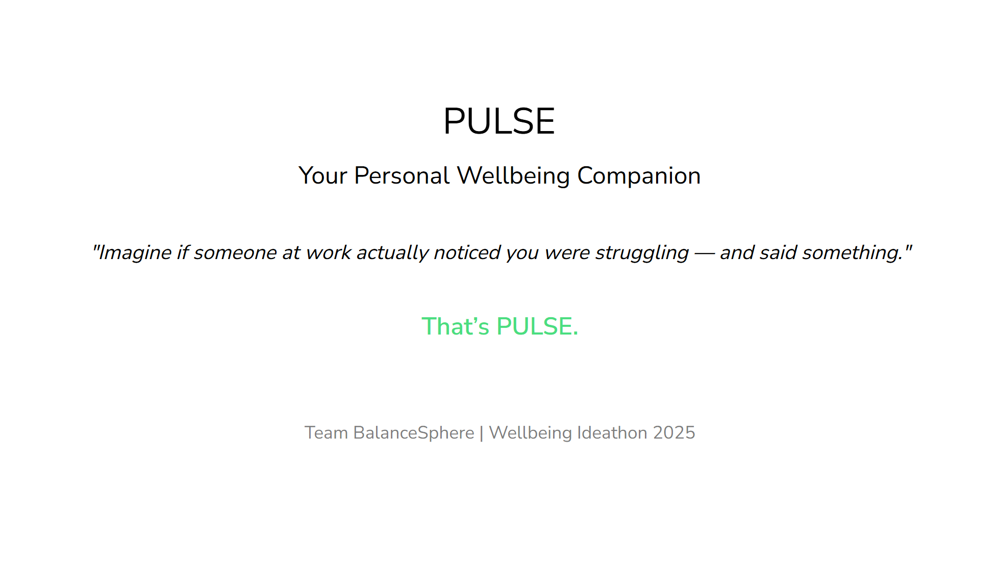 PULSE
Your Personal Wellbeing Companion
"Imagine if someone at work actually noticed you were struggling — and said something."
That’s PULSE.
Team BalanceSphere | Wellbeing Ideathon 2025